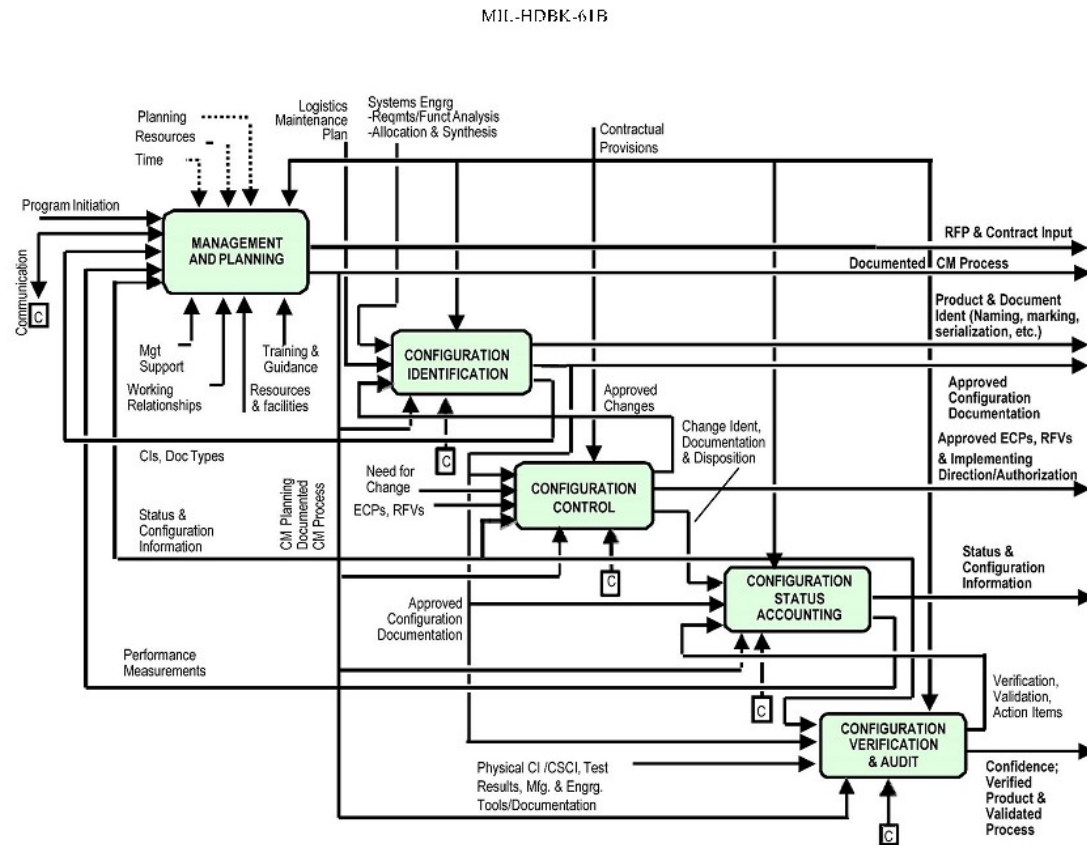 MIL-HDBK-61B
Planning
Resources
Time
Logistics
Maintenance
Plan
Systems Engrg
-Reqmts/Funct Analysis
-Allocation & Synthesis
Contractual
Provisions
Program Initiation
Communication
C
MANAGEMENT
AND PLANNING
RFP & Contract Input
Documented CM Process
Product & Document
Ident (Naming, marking,
serialization, etc.)
Mgt
Support
Working
Relationships
Training &
Guidance
Resources
& facilities
CONFIGURATION
IDENTIFICATION
Approved
Configuration
Documentation
Approved
Changes
Change Ident,
Documentation
& Disposition
CIs, Doc Types
C
Need for
Change
ECPs, RFVs
CONFIGURATION
CONTROL
Approved ECPs, RFVs
& Implementing
Direction/Authorization
Status &
Configuration
Information
CM Planning
Documented
CM Process
C
CONFIGURATION
STATUS
ACCOUNTING
Status &
Configuration
Information
Approved
Configuration
Documentation
Performance
Measurements
C
Verification,
Validation,
Action Items
CONFIGURATION
VERIFICATION
& AUDIT
Physical CI /CSCI, Test
Results, Mfg. & Engrg.
Tools/Documentation
C
Confidence;
Verified
Product &
Validated
Process